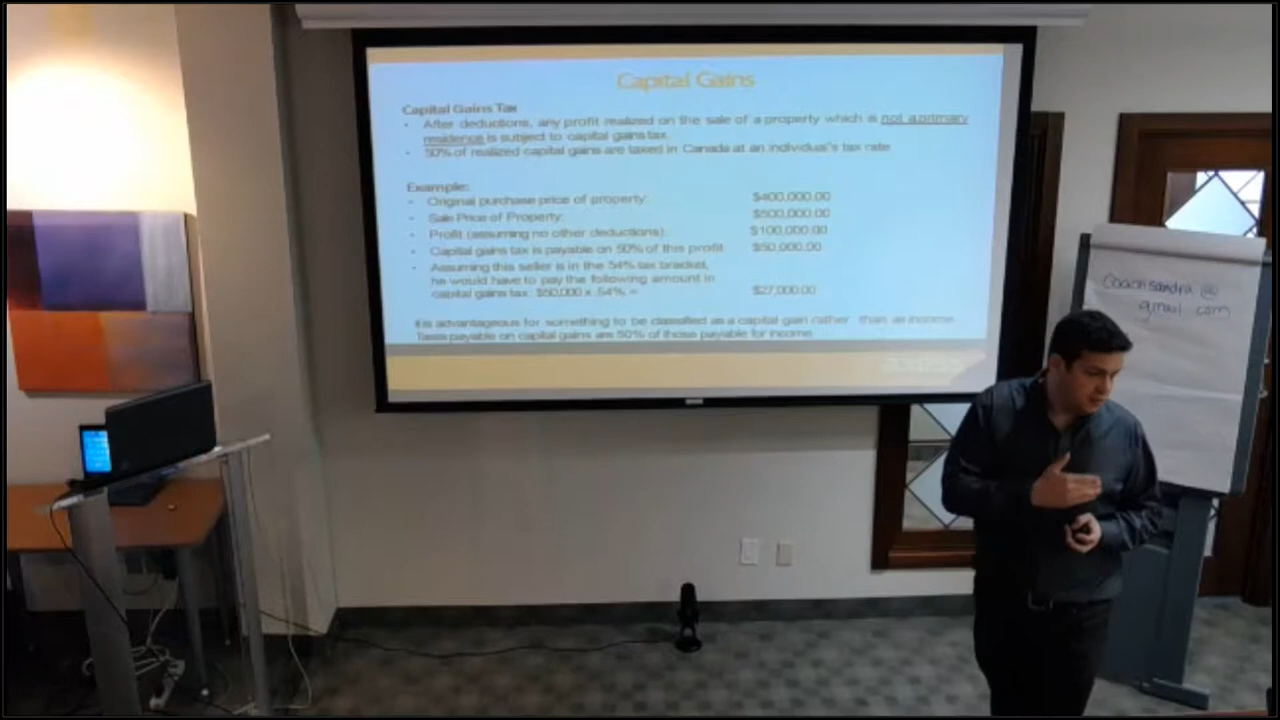 Capital Gains
Capital Gains Tax
• After deductions, any profit realized on the sale of a property which is not a primary
residence is subject to capital gains tax.
• 50% of realized capital gains are taxed in Canada at an individual's tax rate
Example:
• Original purchase price of property: $400,000.00
• Sale Price of Property: $500,000.00
• Profit (assuming no other deductions): $100,000.00
• Capital gains tax is payable on 50% of this profit $50,000.00
• Assuming this seller is in the 54% tax bracket,
he would have to pay the following amount in
capital gains tax: $50,000 x .54% = $27,000.00
It is advantageous for something to be classified as a capital gain rather than as income.
Taxes payable on capital gains are 50% of those payable for income.
Coach sandra @
gmail com